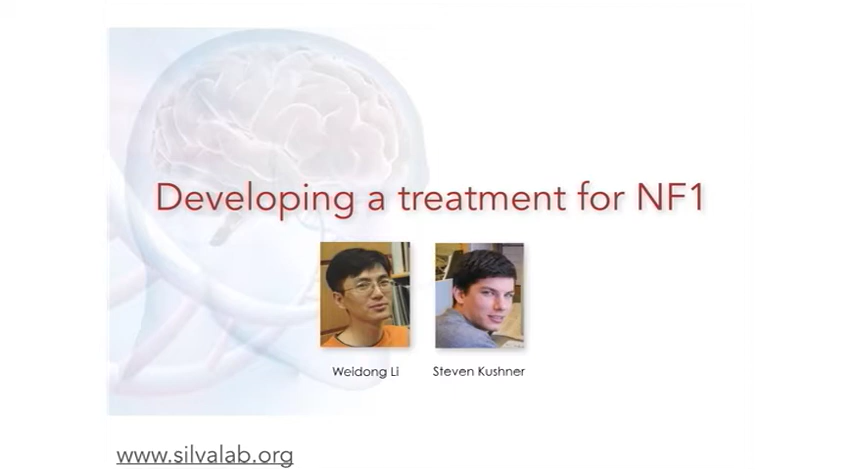 Developing a treatment for NF1
Weidong Li
Steven Kushner
www.silvalab.org